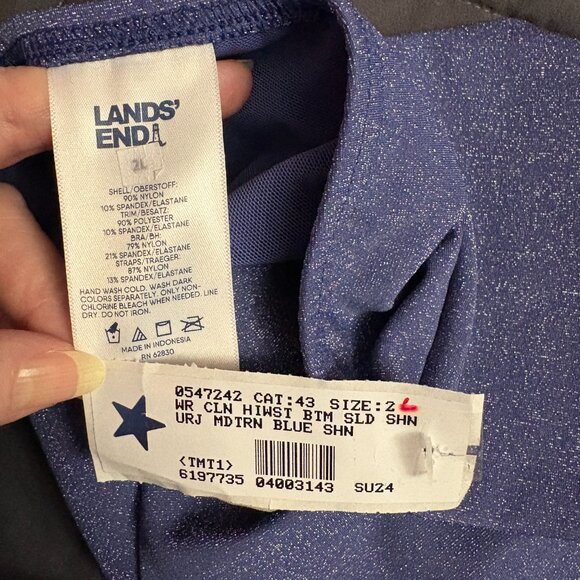 LANDS'
END
2L
SHELL/OBERSTOFF:
90% NYLON
10% SPANDEX/ELASTANE
TRIM/BESATZ:
90% POLYESTER
10% SPANDEX/ELASTANE
BRA/BH:
79% NYLON
21% SPANDEX/ELASTANE
STRAPS/TRAEGER:
87% NYLON
13% SPANDEX/ELASTANE
HAND WASH COLD. WASH DARK
COLORS SEPARATELY. ONLY NON-
CHLORINE BLEACH WHEN NEEDED. LINE
DRY. DO NOT IRON.
MADE IN INDONESIA
RN 62830
0547242 CAT:43 SIZE:2L
WR CLN HIWST BTM SLD SHN
URJ MDTRN BLUE SHN
<TMT1>
6197735 04003143 SU24